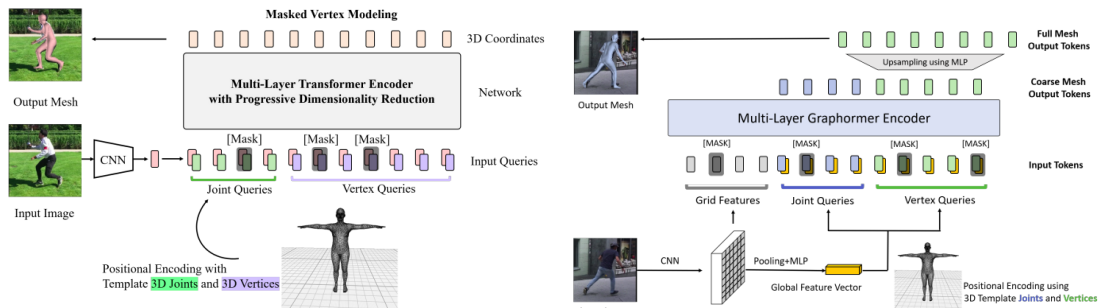 Masked Vertex Modeling
3D Coordinates
Multi-Layer Transformer Encoder
with Progressive Dimensionality Reduction
Network
Output Mesh
[Mask]
[Mask]
[Mask]
CNN
Input Queries
Joint Queries
Vertex Queries
Input Image
Positional Encoding with
Template 3D Joints and 3D Vertices
Full Mesh
Output Tokens
Upsampling using MLP
Output Mesh
Coarse Mesh
Output Tokens
Multi-Layer Graphormer Encoder
[MASK]
[MASK]
[MASK]
[MASK]
Input Tokens
Grid Features
Joint Queries
Vertex Queries
CNN
Pooling+MLP
Global Feature Vector
Positional Encoding using
3D Template Joints and Vertices